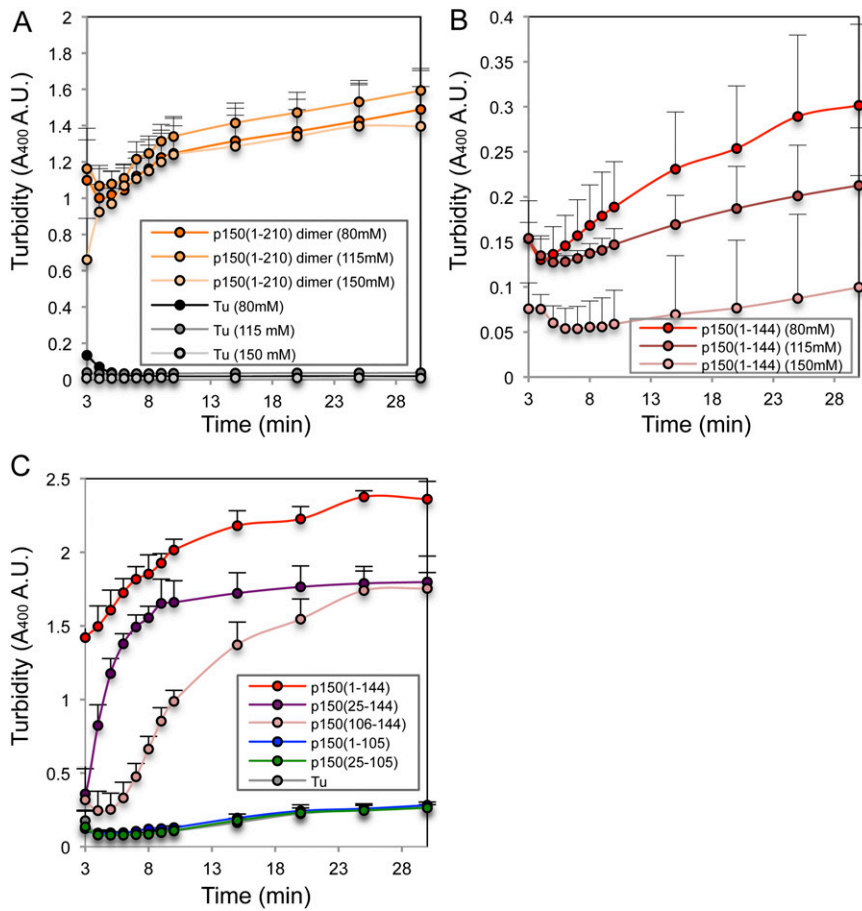 A
Turbidity (A400 A.U.)
2
1.8
1.6
1.4
1.2
1
0.8
0.6
0.4
0.2
0
p150(1-210) dimer (80mM)
p150(1-210) dimer (115mM)
p150(1-210) dimer (150mM)
Tu (80mM)
Tu (115 mM)
Tu (150 mM)
3 8 13 18 23 28
Time (min)
B
Turbidity (A400 A.U.)
0.4
0.35
0.3
0.25
0.2
0.15
0.1
0.05
0
p150(1-144) (80mM)
p150(1-144) (115mM)
p150(1-144) (150mM)
3 8 13 18 23 28
Time (min)
C
Turbidity (A400 A.U.)
2.5
2
1.5
1
0.5
0
p150(1-144)
p150(25-144)
p150(106-144)
p150(1-105)
p150(25-105)
Tu
3 8 13 18 23 28
Time (min)